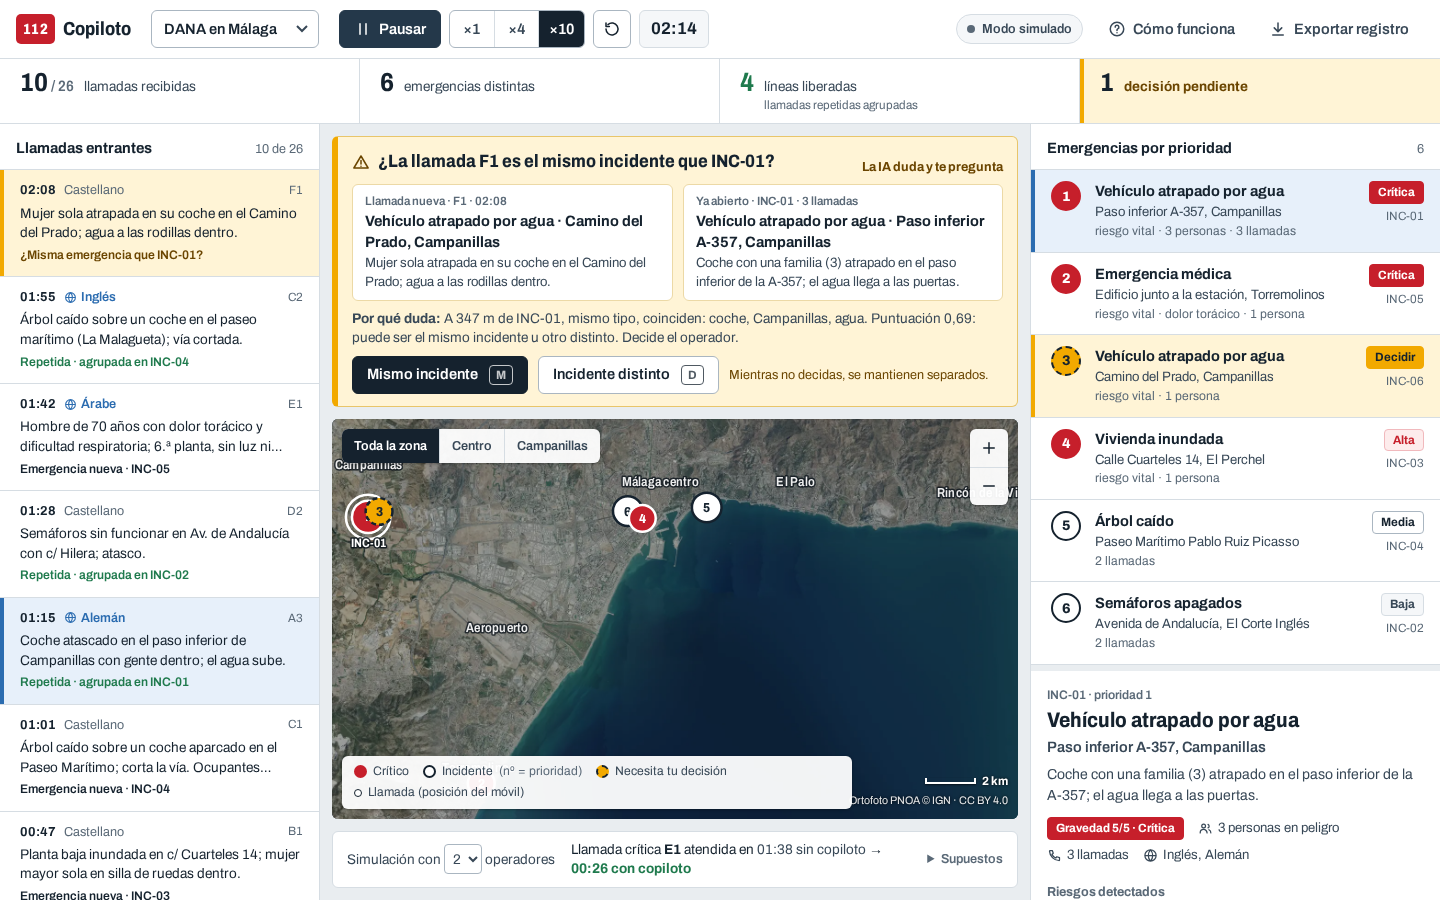 112 Copiloto
DANA en Málaga
Pausar
×1
×4
×10
02:14
Modo simulado
Cómo funciona
Exportar registro
10 / 26 llamadas recibidas
6 emergencias distintas
4 líneas liberadas
llamadas repetidas agrupadas
1 decisión pendiente
Llamadas entrantes
10 de 26
02:08 Castellano F1
Mujer sola atrapada en su coche en el Camino
del Prado; agua a las rodillas dentro.
¿Misma emergencia que INC-01?
01:55 Inglés C2
Árbol caído sobre un coche en el paseo
marítimo (La Malagueta); vía cortada.
Repetida · agrupada en INC-04
01:42 Árabe E1
Hombre de 70 años con dolor torácico y
dificultad respiratoria; 6.ª planta, sin luz ni...
Emergencia nueva · INC-05
01:28 Castellano D2
Semáforos sin funcionar en Av. de Andalucía
con c/ Hilera; atasco.
Repetida · agrupada en INC-02
01:15 Alemán A3
Coche atascado en el paso inferior de
Campanillas con gente dentro; el agua sube.
Repetida · agrupada en INC-01
01:01 Castellano C1
Árbol caído sobre un coche aparcado en el
Paseo Marítimo; corta la vía. Ocupantes...
Emergencia nueva · INC-04
00:47 Castellano B1
Planta baja inundada en c/ Cuarteles 14; mujer
mayor sola en silla de ruedas dentro.
Emergencia nueva · INC-03
¿La llamada F1 es el mismo incidente que INC-01?
La IA duda y te pregunta
Llamada nueva · F1 · 02:08
Vehículo atrapado por agua · Camino del
Prado, Campanillas
Mujer sola atrapada en su coche en el Camino del
Prado; agua a las rodillas dentro.
Ya abierto · INC-01 · 3 llamadas
Vehículo atrapado por agua · Paso inferior
A-357, Campanillas
Coche con una familia (3) atrapado en el paso
inferior de la A-357; el agua llega a las puertas.
Por qué duda: A 347 m de INC-01, mismo tipo, coinciden: coche, Campanillas, agua. Puntuación 0,69:
puede ser el mismo incidente u otro distinto. Decide el operador.
Mismo incidente M
Incidente distinto D
Mientras no decidas, se mantienen separados.
Toda la zona
Centro
Campanillas
+
−
Campanillas
Málaga centro
El Palo
3
INC-01
6
4
5
Aeropuerto
Crítico
Incidente (nº = prioridad)
Necesita tu decisión
Llamada (posición del móvil)
2 km
Ortofoto PNOA © IGN · CC BY 4.0
Simulación con 2 operadores
Llamada crítica E1 atendida en 01:38 sin copiloto →
00:26 con copiloto
Supuestos
Emergencias por prioridad
6
1 Vehículo atrapado por agua Crítica
Paso inferior A-357, Campanillas INC-01
riesgo vital · 3 personas · 3 llamadas
2 Emergencia médica Crítica
Edificio junto a la estación, Torremolinos INC-05
riesgo vital · dolor torácico · 1 persona
3 Vehículo atrapado por agua Decidir
Camino del Prado, Campanillas INC-06
riesgo vital · 1 persona
4 Vivienda inundada Alta
Calle Cuarteles 14, El Perchel INC-03
riesgo vital · 1 persona
5 Árbol caído Media
Paseo Marítimo Pablo Ruiz Picasso INC-04
2 llamadas
6 Semáforos apagados Baja
Avenida de Andalucía, El Corte Inglés INC-02
2 llamadas
INC-01 · prioridad 1
Vehículo atrapado por agua
Paso inferior A-357, Campanillas
Coche con una familia (3) atrapado en el paso inferior de la
A-357; el agua llega a las puertas.
Gravedad 5/5 · Crítica
3 personas en peligro
3 llamadas
Inglés, Alemán
Riesgos detectados